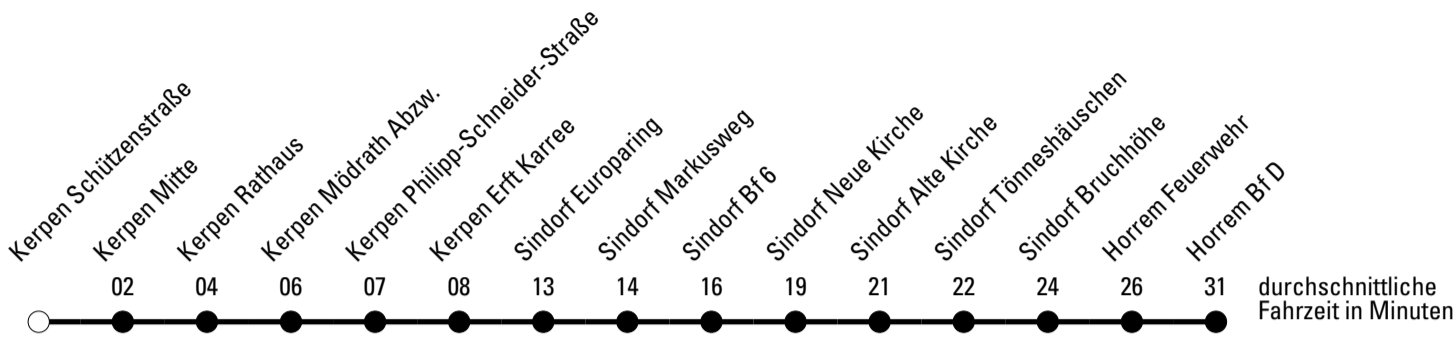 Kerpen Schützenstraße
Kerpen Mitte
Kerpen Rathaus
Kerpen Mödrath Abzw.
Kerpen Philipp-Schneider-Straße
Kerpen Erft Karree
Sindorf Europaring
Sindorf Markusweg
Sindorf Bf 6
Sindorf Neue Kirche
Sindorf Alte Kirche
Sindorf Tönneshäuschen
Sindorf Bruchhöhe
Horrem Feuerwehr
Horrem Bf D
02 04 06 07 08 13 14 16 19 21 22 24 26 31
durchschnittliche
Fahrzeit in Minuten